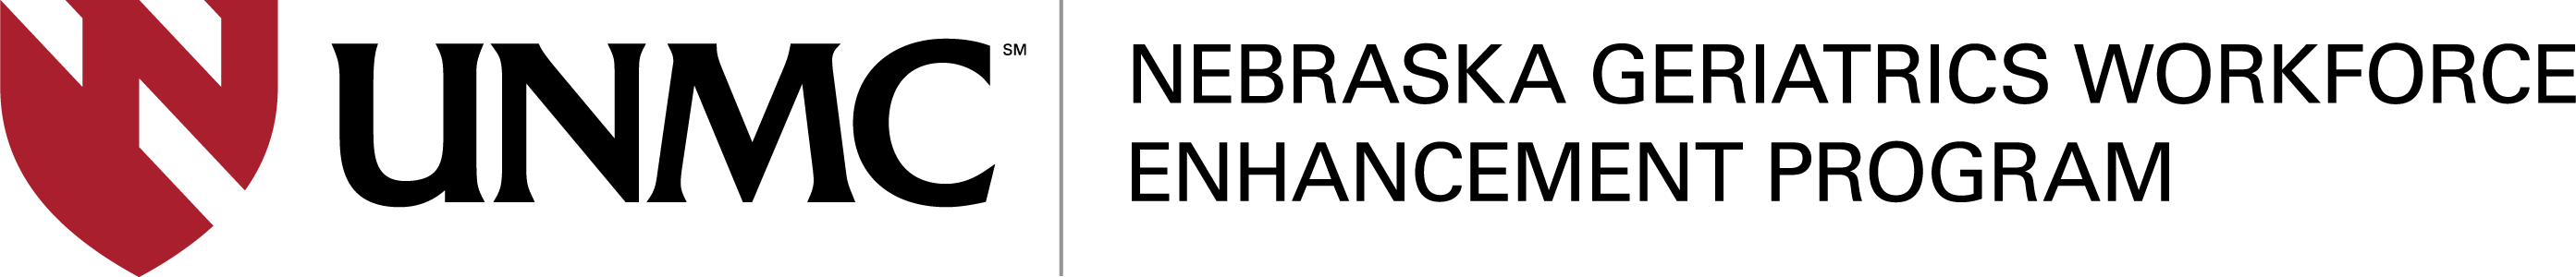 UNMC℠
NEBRASKA GERIATRICS WORKFORCE
ENHANCEMENT PROGRAM